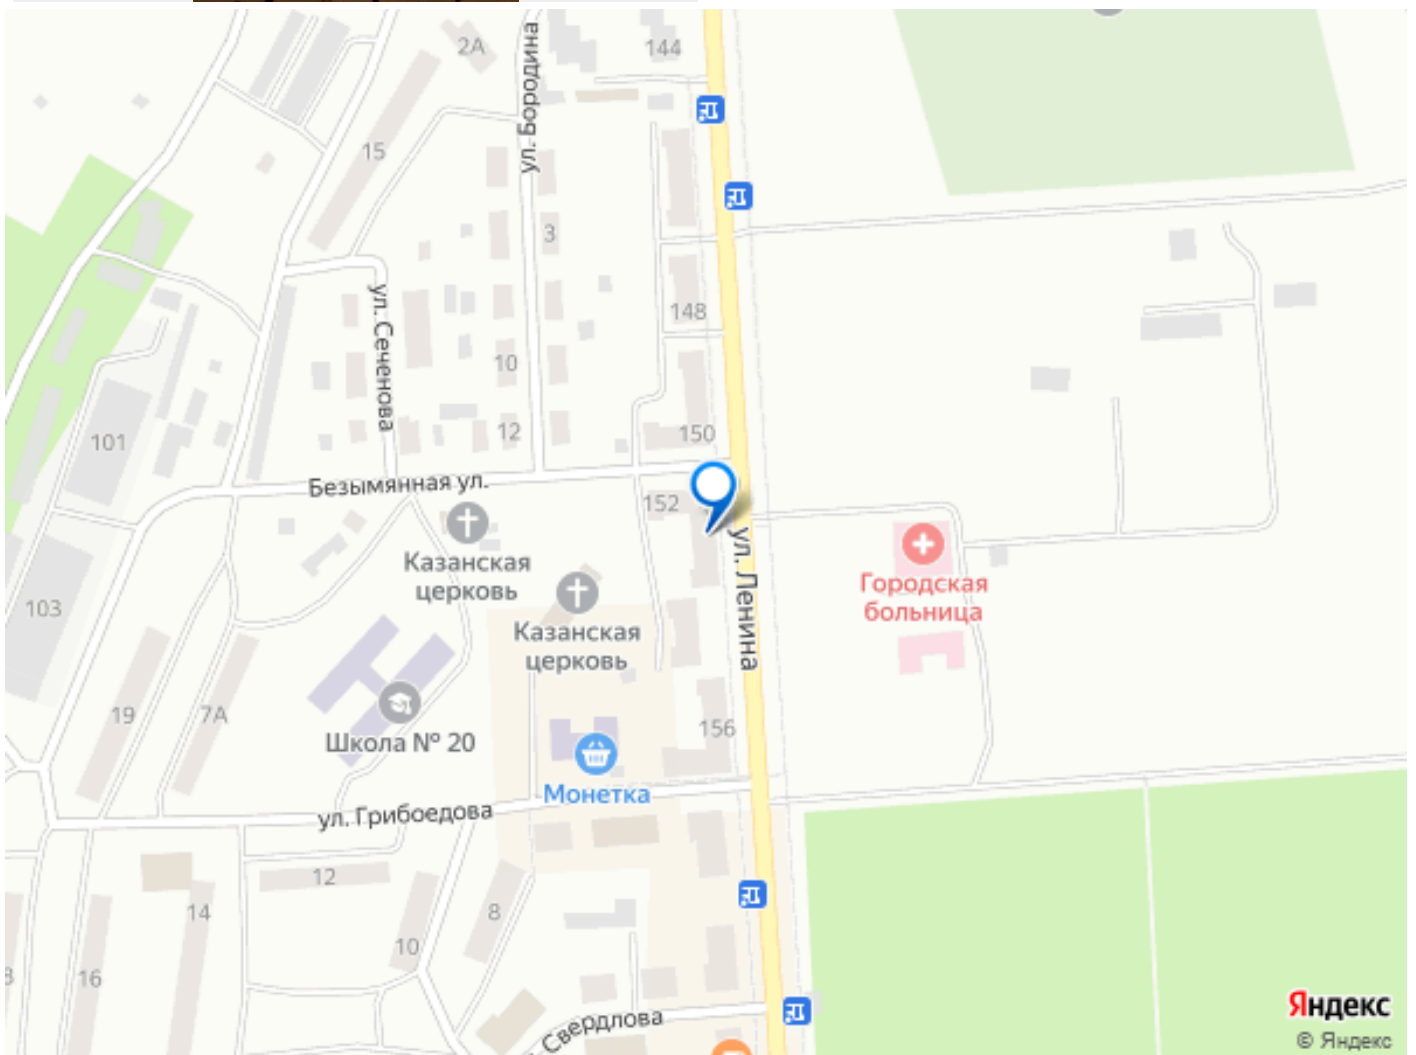 2А
ул. Бородина
144
15
3
148
ул. Сеченова
10
101
12
150
Безымянная ул.
152
Казанская
церковь
ул. Ленина
Городская
больница
103
Казанская
церковь
19
7А
156
Школа № 20
Монетка
ул. Грибоедова
12
14
8
10
16
Свердлова
Яндекс
© Яндекс